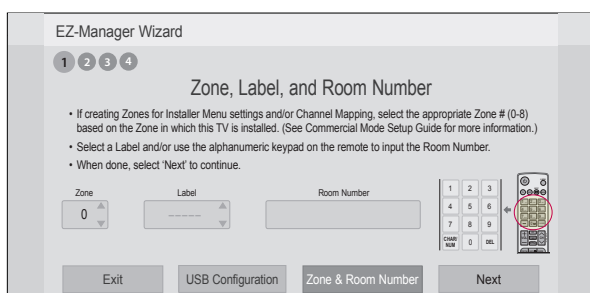 EZ-Manager Wizard
1 2 3 4
Zone, Label, and Room Number
• If creating Zones for Installer Menu settings and/or Channel Mapping, select the appropriate Zone # (0-8)
based on the Zone in which this TV is installed. (See Commercial Mode Setup Guide for more information.)
• Select a Label and/or use the alphanumeric keypad on the remote to input the Room Number.
• When done, select 'Next' to continue.
Zone Label Room Number
0 -----
1 2 3
4 5 6
7 8 9
CHAR/
NUM 0 DEL
Exit USB Configuration Zone & Room Number Next